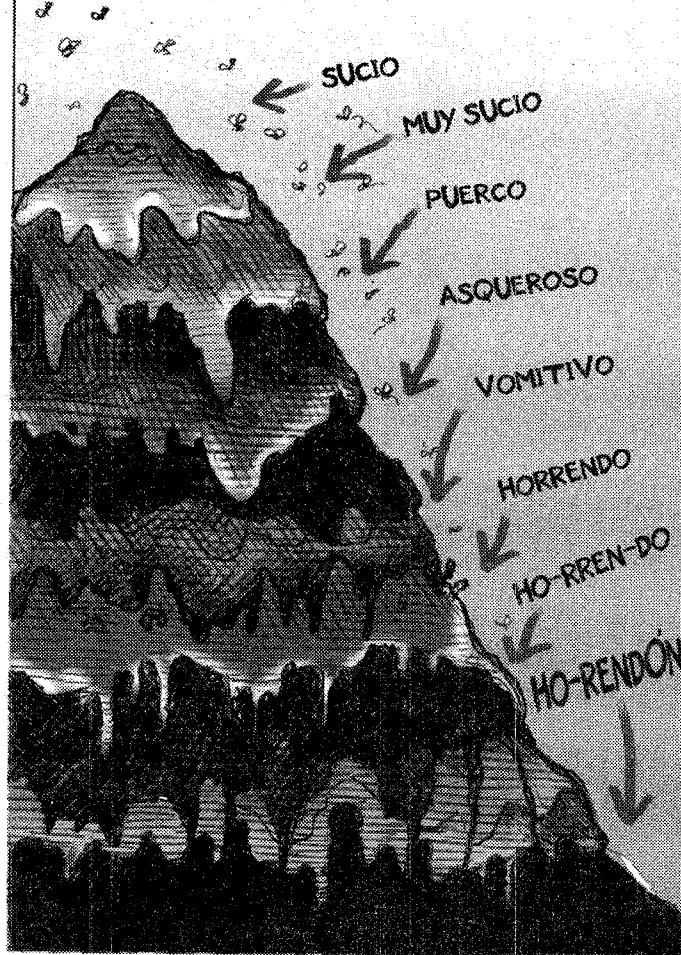 SUCIO
MUY SUCIO
PUERCO
ASQUEROSO
VOMITIVO
HORRENDO
HO-RREN-DO
HO-RENDÓN